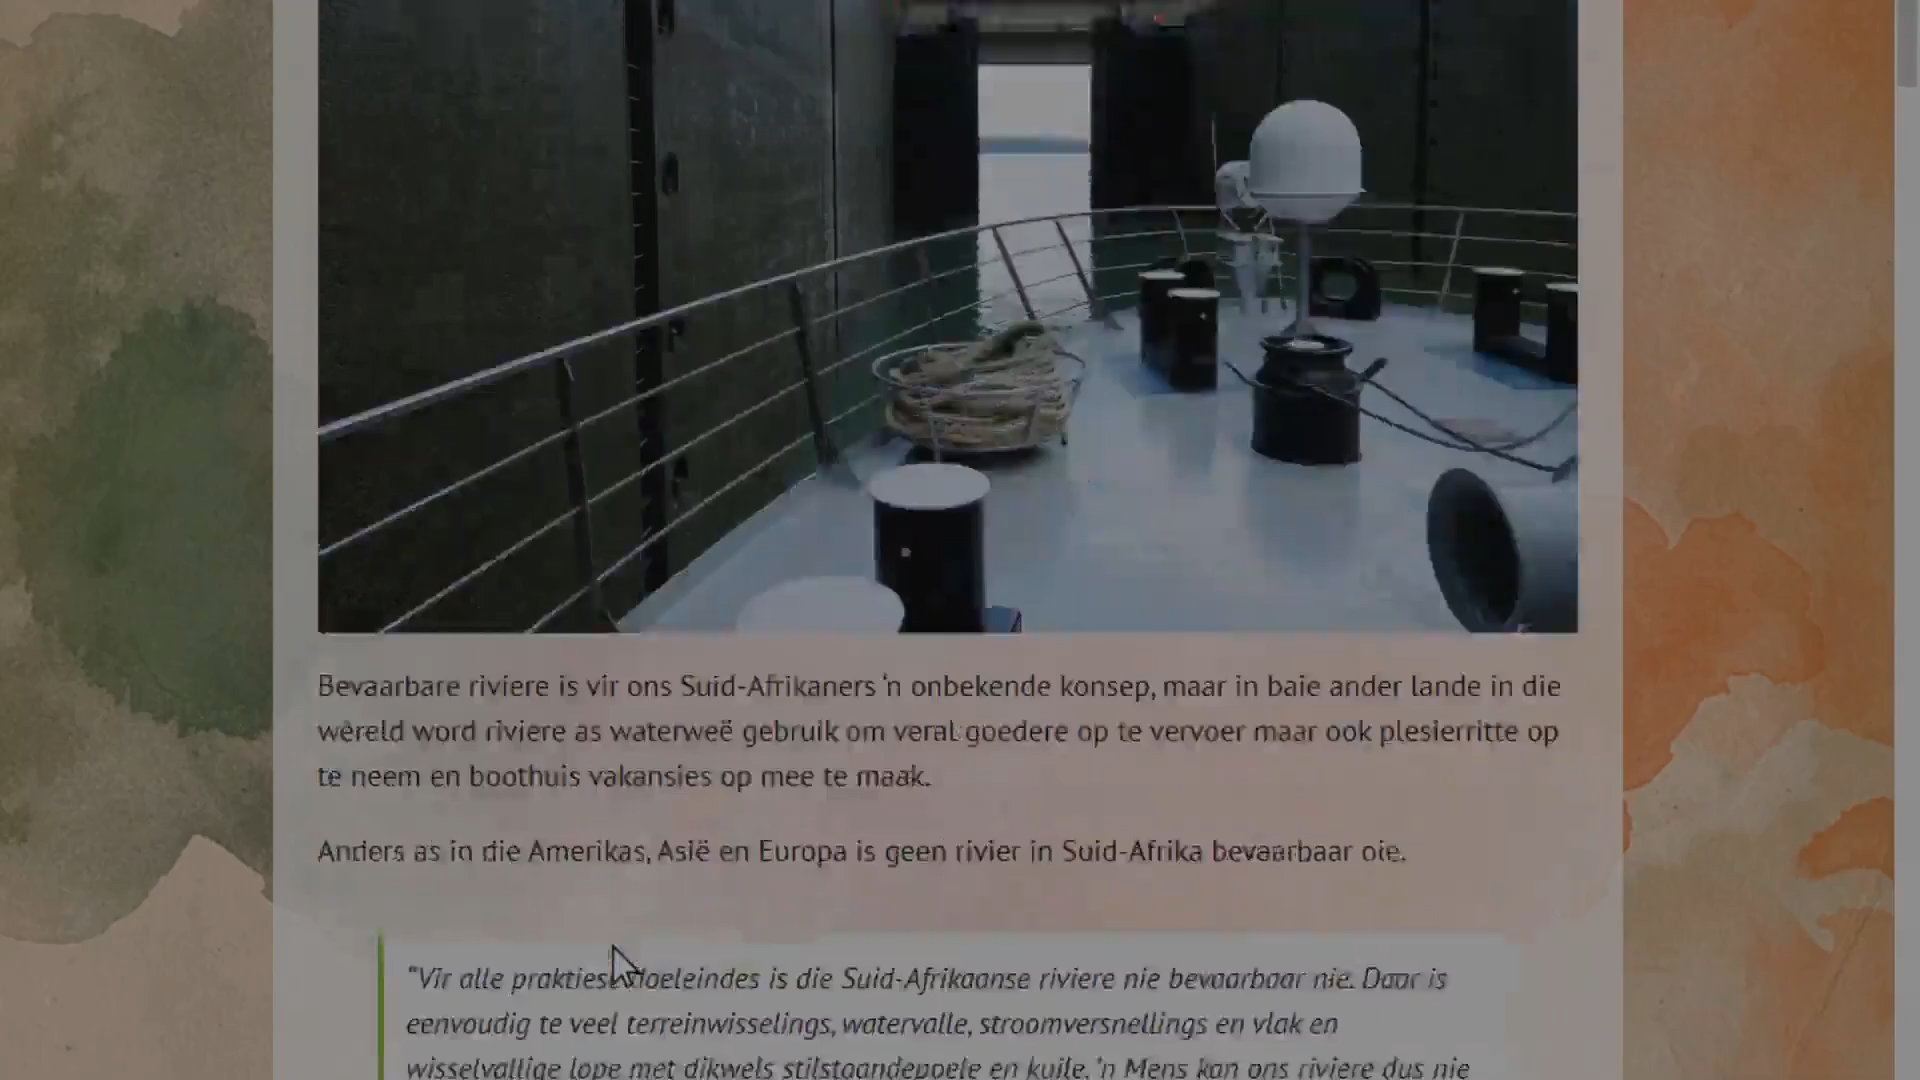 Bevaarbare riviere is vir ons Suid-Afrikaners ‘n onbekende konsep, maar in baie ander lande in die
wêreld word riviere as waterweë gebruik om veral goedere op te vervoer maar ook plesierritte op
te neem en boothuis vakansies op mee te maak.
Anders as in die Amerikas, Asië en Europa is geen rivier in Suid-Afrika bevaarbaar nie.
“Vir alle praktiese doeleindes is die Suid-Afrikaanse riviere nie bevaarbaar nie. Daar is
eenvoudig te veel terreinwisselings, watervalle, stroomversnellings en vlak en
wisselvallige lope met dikwels stilstaandepoele en kuile. ‘n Mens kan ons riviere dus nie